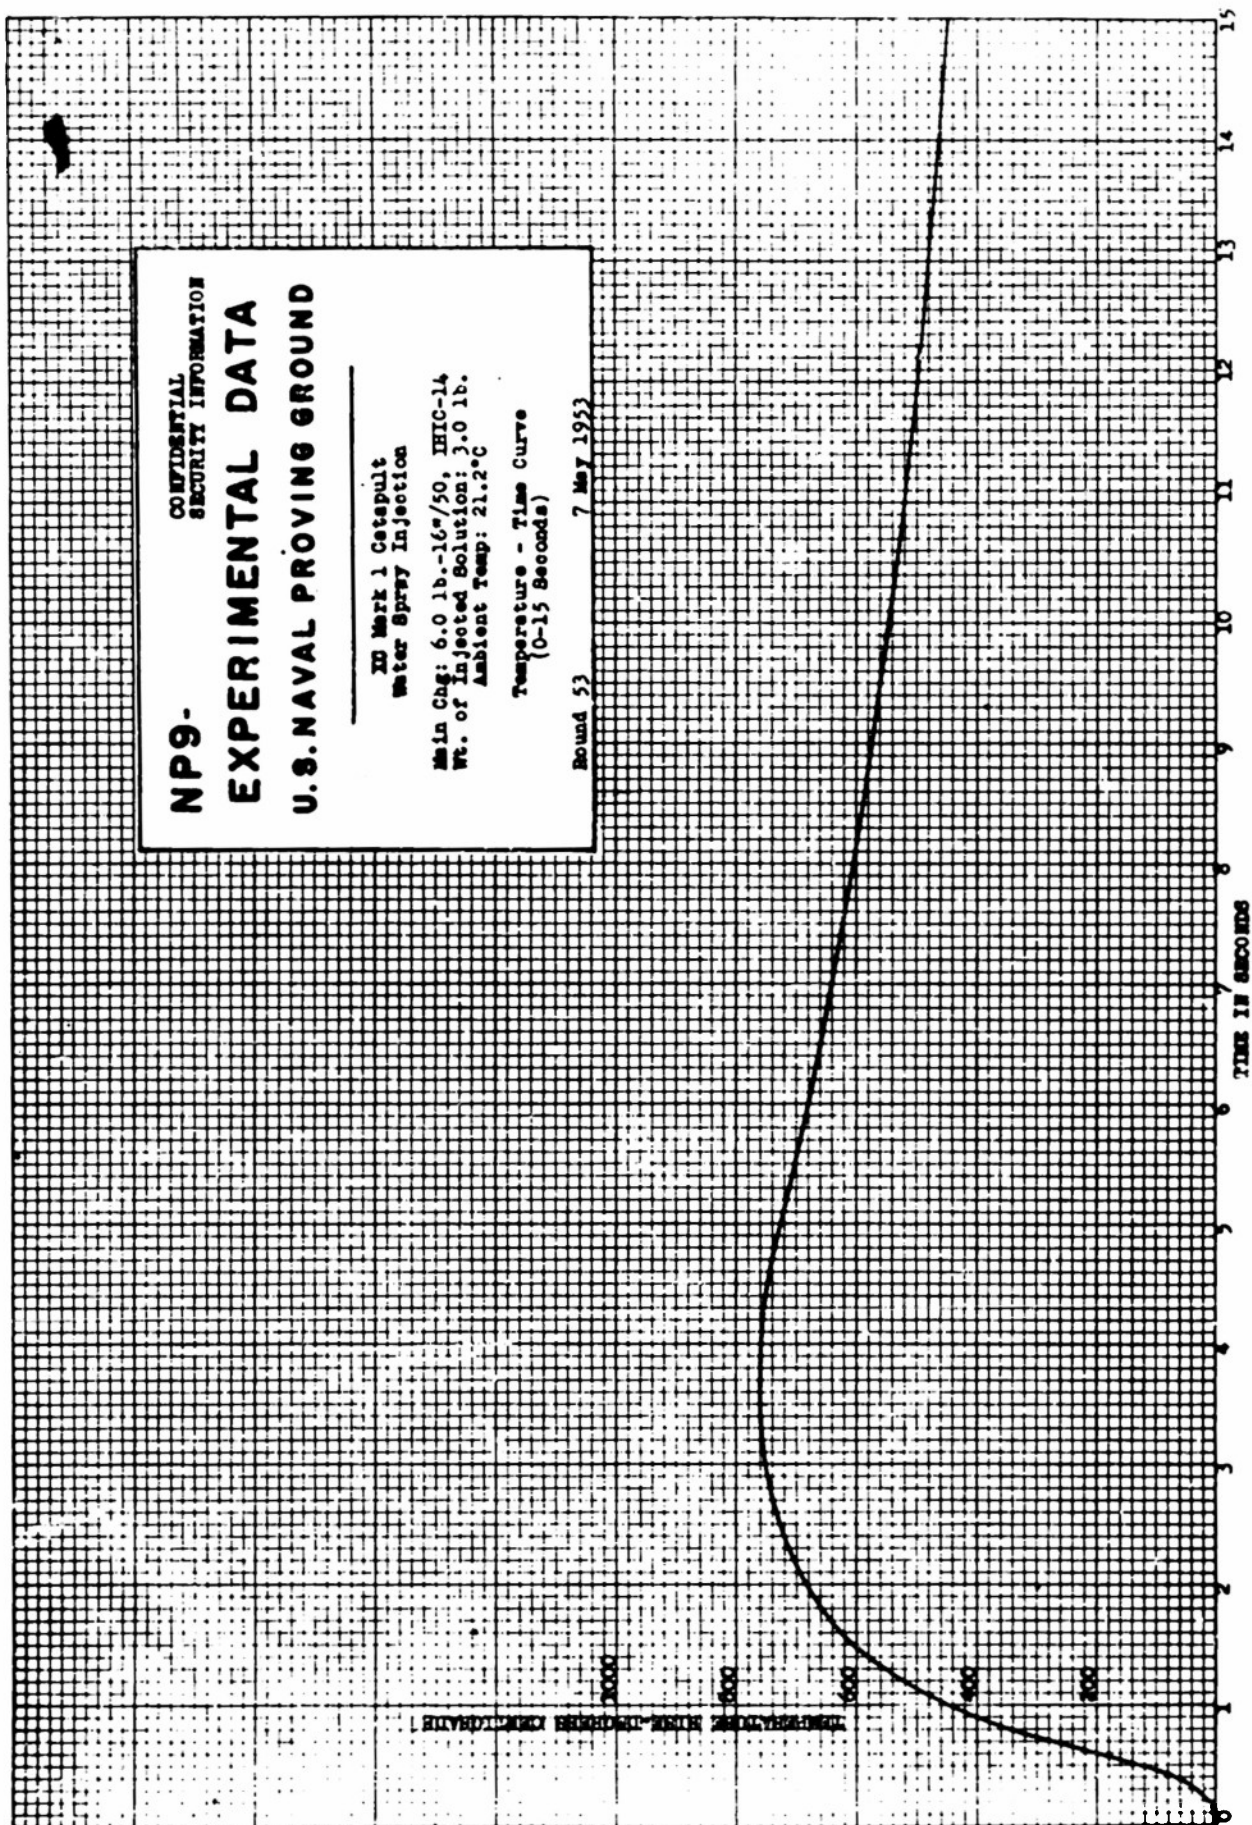 NP9-
CONFIDENTIAL
SECURITY INFORMATION
EXPERIMENTAL DATA
U.S. NAVAL PROVING GROUND
XC Mark 1 Catapult
Water Spray Injection
Main Chg: 6.0 lb.-16"/50, IHIC-14
Wt. of Injected Solution: 3.0 lb.
Ambient Temp: 21.2°C
Temperature - Time Curve
(0-15 Seconds)
Round 53
7 May 1953
TEMPERATURE RISE-DEGREES CENTIGRADE
1000
800
600
400
200
0
1
2
3
4
5
6
7
8
9
10
11
12
13
14
15
TIME IN SECONDS